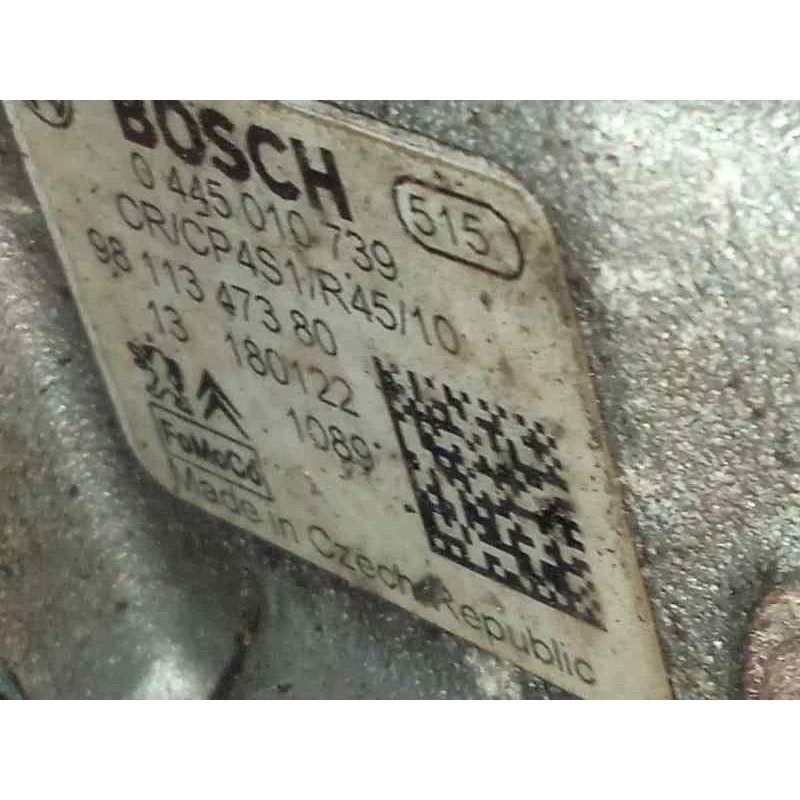 BOSCH
0 445 010 739
515
CR/CP4S1/R45/10
98 113 473 80
13 180122
1089
FoMoCo
Made in Czech Republic